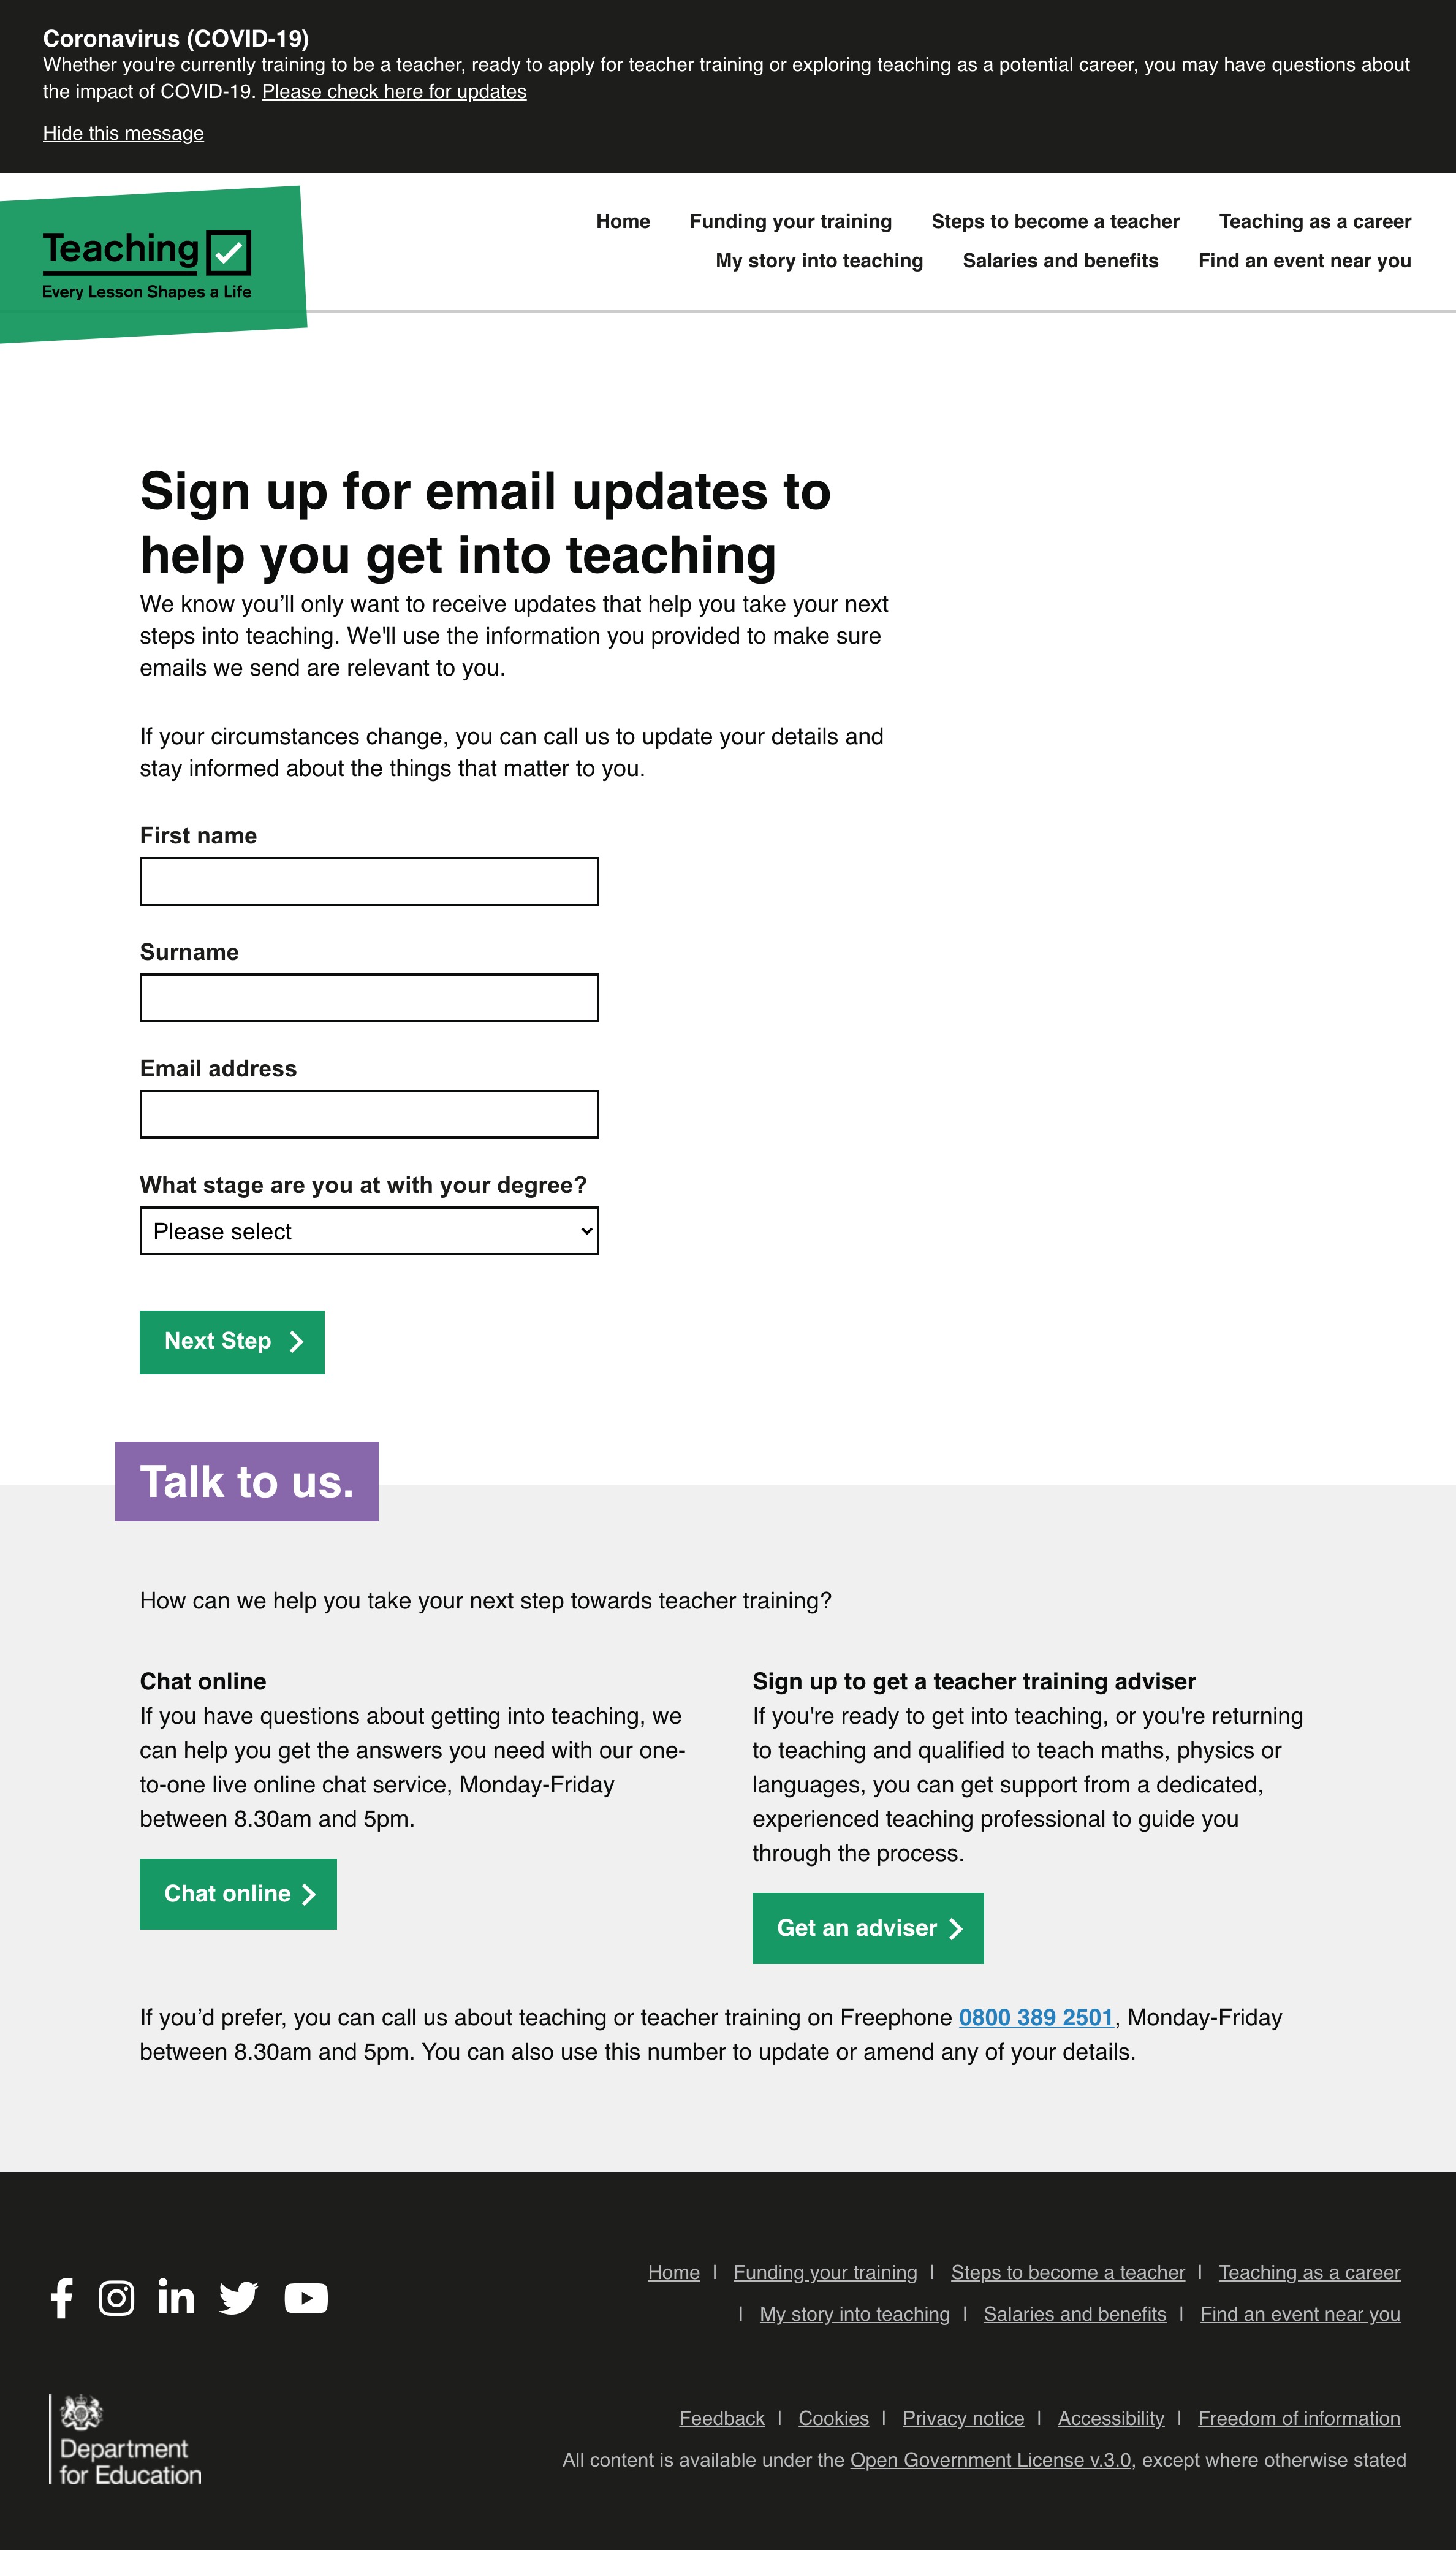 Coronavirus (COVID-19)
Whether you're currently training to be a teacher, ready to apply for teacher training or exploring teaching as a potential career, you may have questions about
the impact of COVID-19. Please check here for updates
Hide this message
Teaching
Every Lesson Shapes a Life
Home Funding your training Steps to become a teacher Teaching as a career
My story into teaching Salaries and benefits Find an event near you
Sign up for email updates to
help you get into teaching
We know you’ll only want to receive updates that help you take your next
steps into teaching. We'll use the information you provided to make sure
emails we send are relevant to you.
If your circumstances change, you can call us to update your details and
stay informed about the things that matter to you.
First name
Surname
Email address
What stage are you at with your degree?
Please select
Next Step
Talk to us.
How can we help you take your next step towards teacher training?
Chat online
If you have questions about getting into teaching, we
can help you get the answers you need with our one-
to-one live online chat service, Monday-Friday
between 8.30am and 5pm.
Chat online
Sign up to get a teacher training adviser
If you're ready to get into teaching, or you're returning
to teaching and qualified to teach maths, physics or
languages, you can get support from a dedicated,
experienced teaching professional to guide you
through the process.
Get an adviser
If you’d prefer, you can call us about teaching or teacher training on Freephone 0800 389 2501, Monday-Friday
between 8.30am and 5pm. You can also use this number to update or amend any of your details.
Home | Funding your training | Steps to become a teacher | Teaching as a career
| My story into teaching | Salaries and benefits | Find an event near you
Department
for Education
Feedback | Cookies | Privacy notice | Accessibility | Freedom of information
All content is available under the Open Government License v.3.0, except where otherwise stated